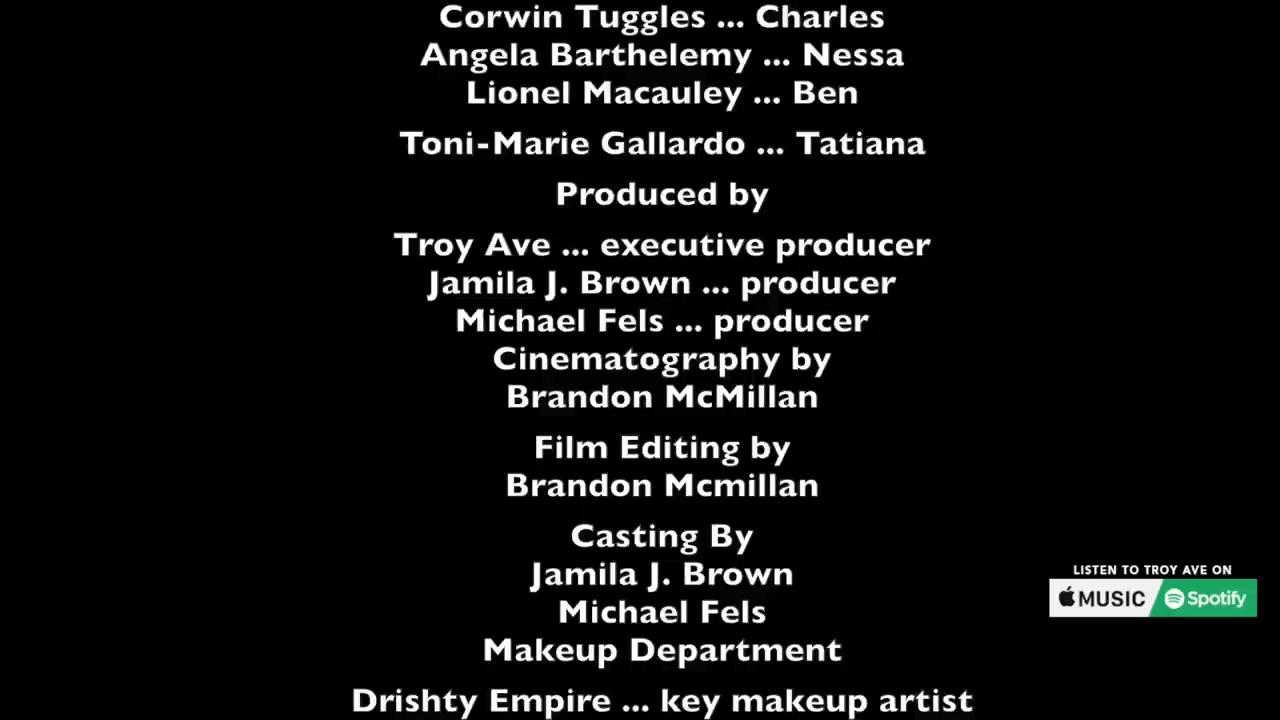 Corwin Tuggles ... Charles
Angela Barthelemy ... Nessa
Lionel Macauley ... Ben
Toni-Marie Gallardo ... Tatiana
Produced by
Troy Ave ... executive producer
Jamila J. Brown ... producer
Michael Fels ... producer
Cinematography by
Brandon McMillan
Film Editing by
Brandon Mcmillan
Casting By
Jamila J. Brown
Michael Fels
Makeup Department
Drishty Empire ... key makeup artist
LISTEN TO TROY AVE ON
MUSIC Spotify